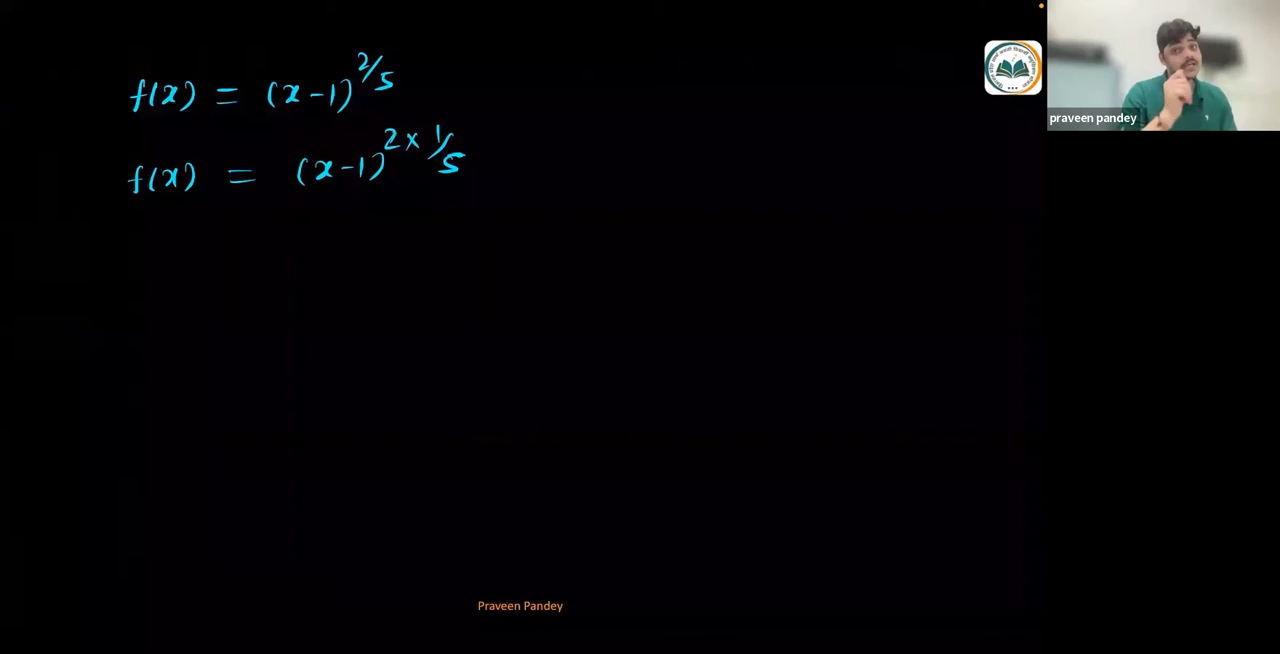 f(x) = (x-1)^2/5
f(x) = (x-1)^2×1/5
praveen pandey
Praveen Pandey